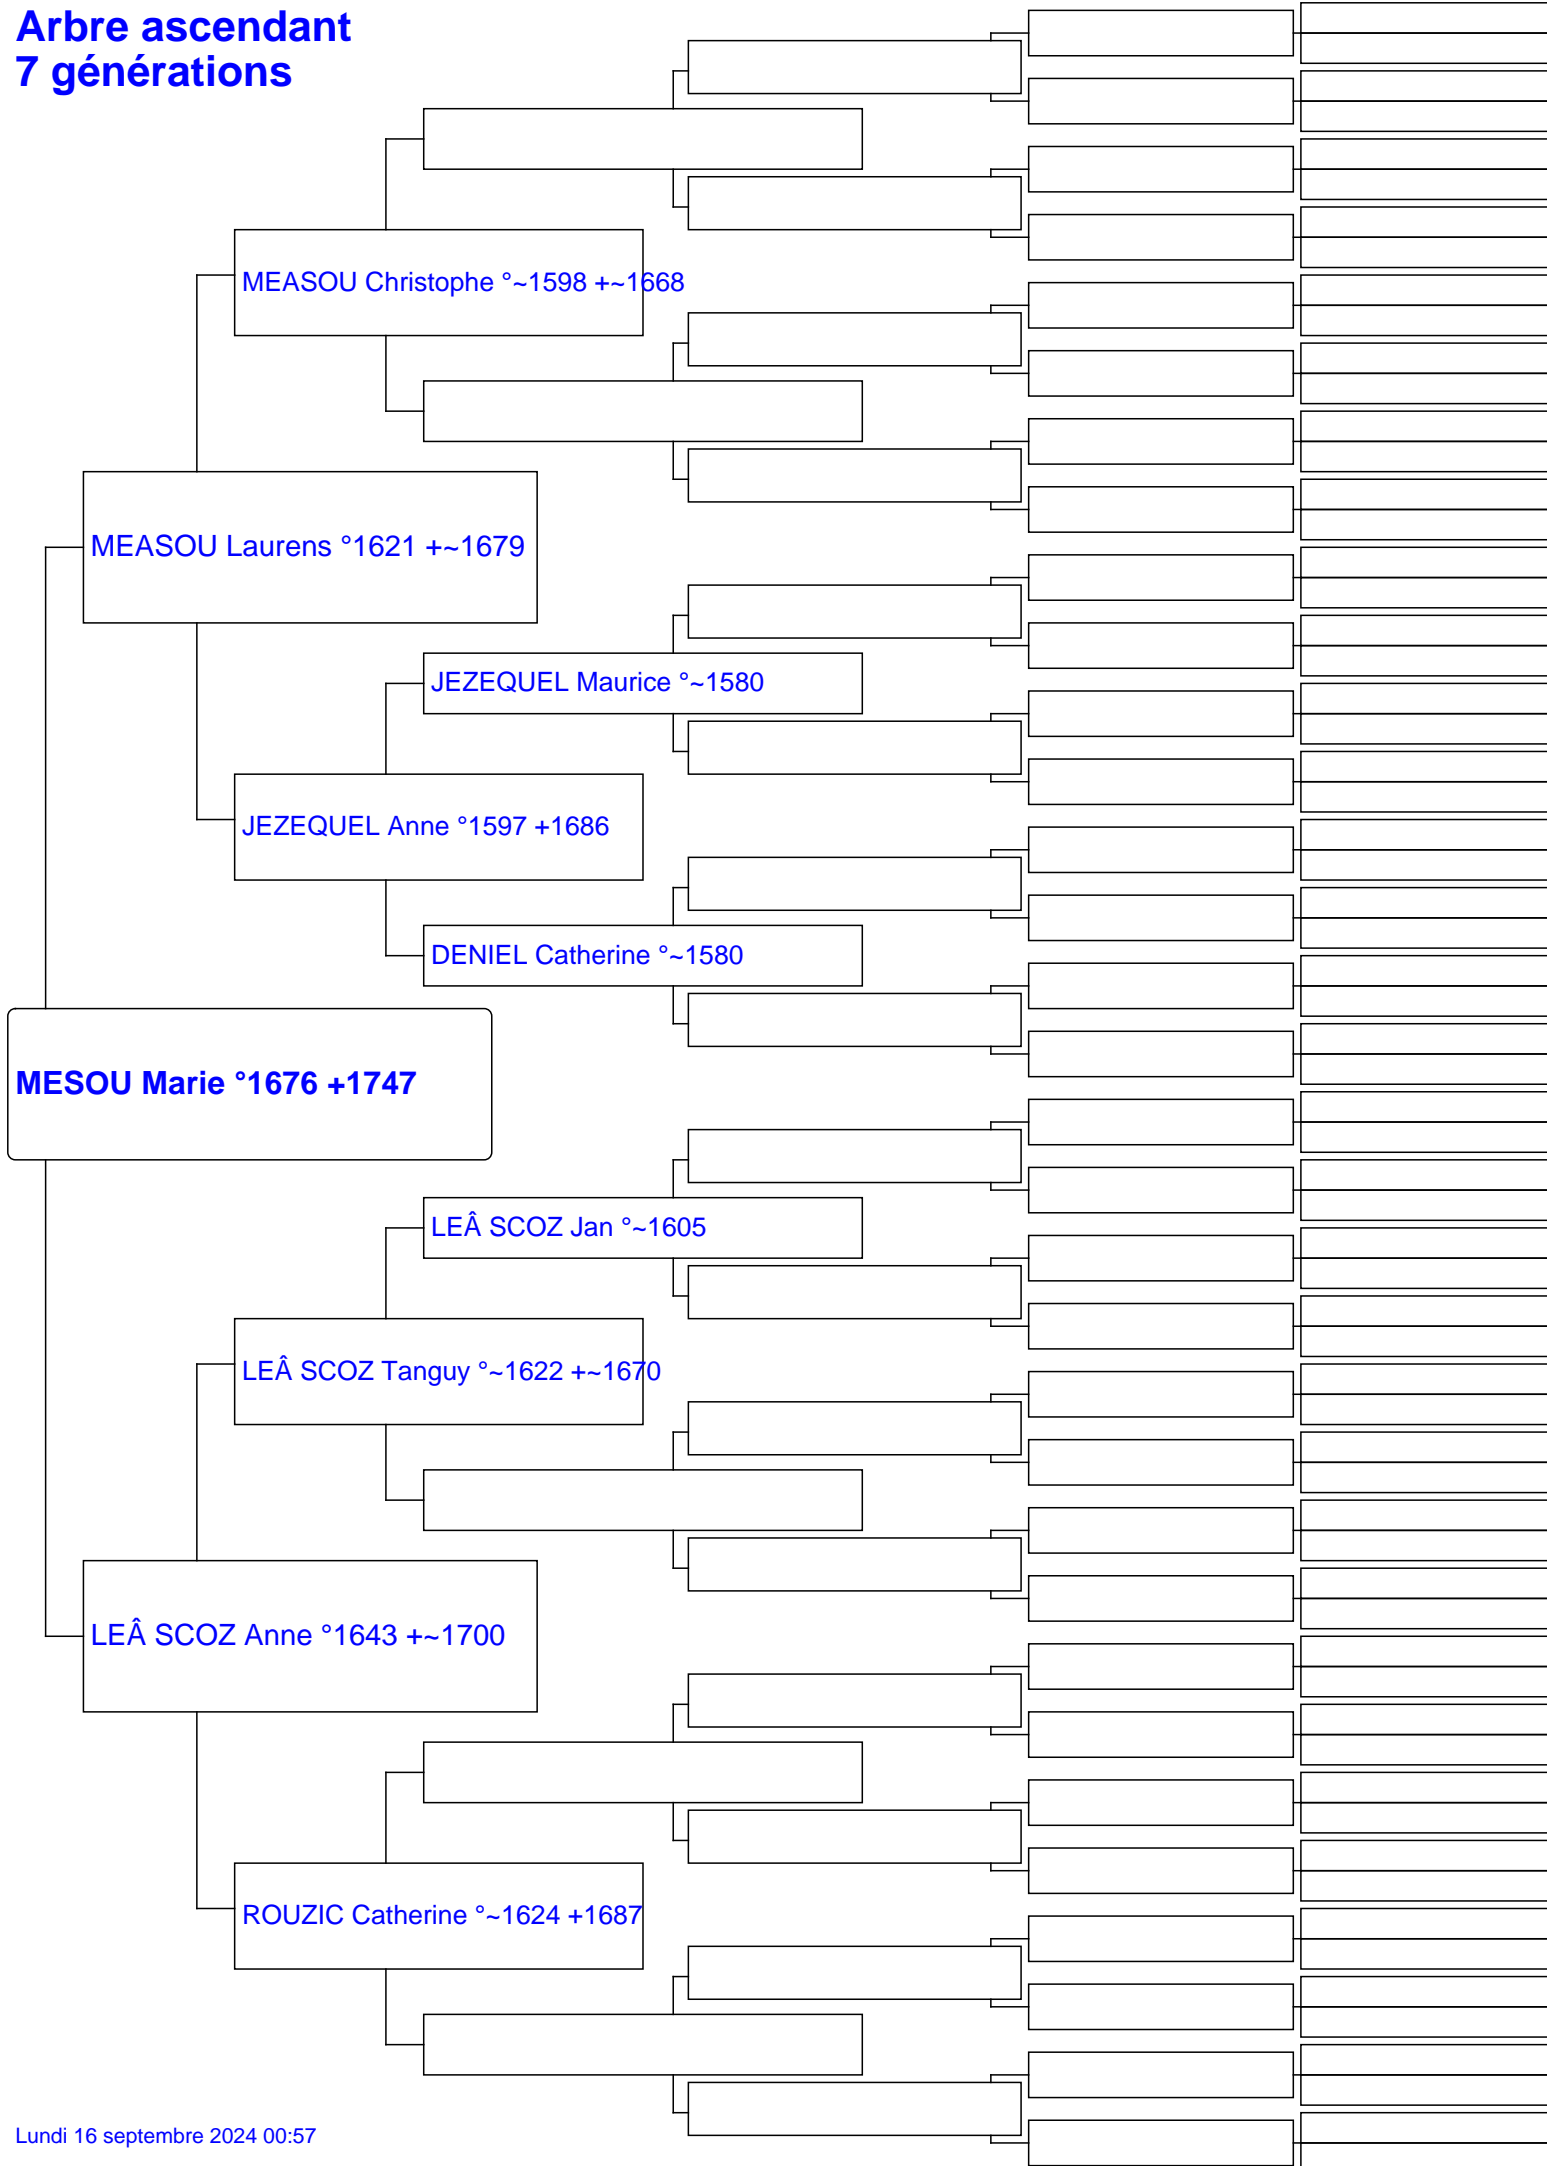 Arbre ascendant
7 générations
MEASOU Christophe °~1598 +~1668
MEASOU Laurens °1621 +~1679
JEZEQUEL Maurice °~1580
JEZEQUEL Anne °1597 +1686
DENIEL Catherine °~1580
MESOU Marie °1676 +1747
LEÂ SCOZ Jan °~1605
LEÂ SCOZ Tanguy °~1622 +~1670
LEÂ SCOZ Anne °1643 +~1700
ROUZIC Catherine °~1624 +1687
Lundi 16 septembre 2024 00:57